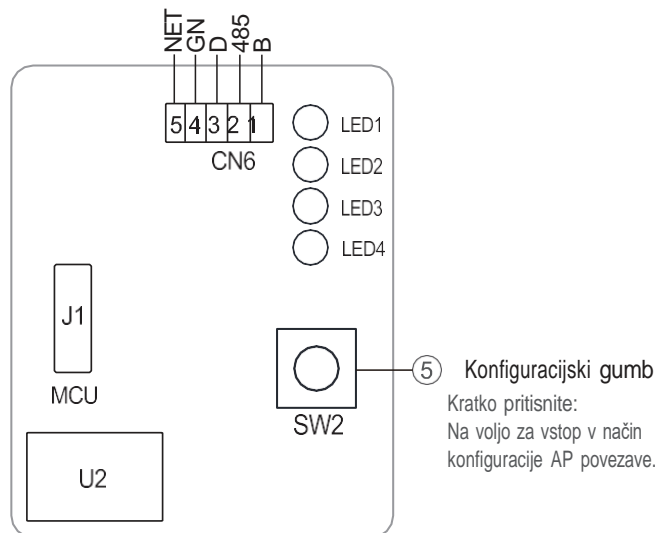 NET
GN
D
485
B
5 4 3 2 1
CN6
LED1
LED2
LED3
LED4
J1
MCU
SW2
U2
5 Konfiguracijski gumb
Kratko pritisnite:
Na voljo za vstop v način
konfiguracije AP povezave.